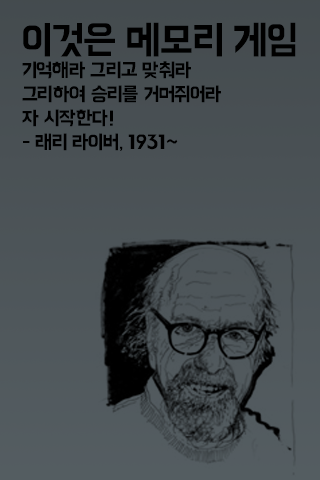 이것은 메모리 게임
기억해라 그리고 맞춰라
그리하여 승리를 거머쥐어라
자 시작한다!
- 래리 라이버, 1931~